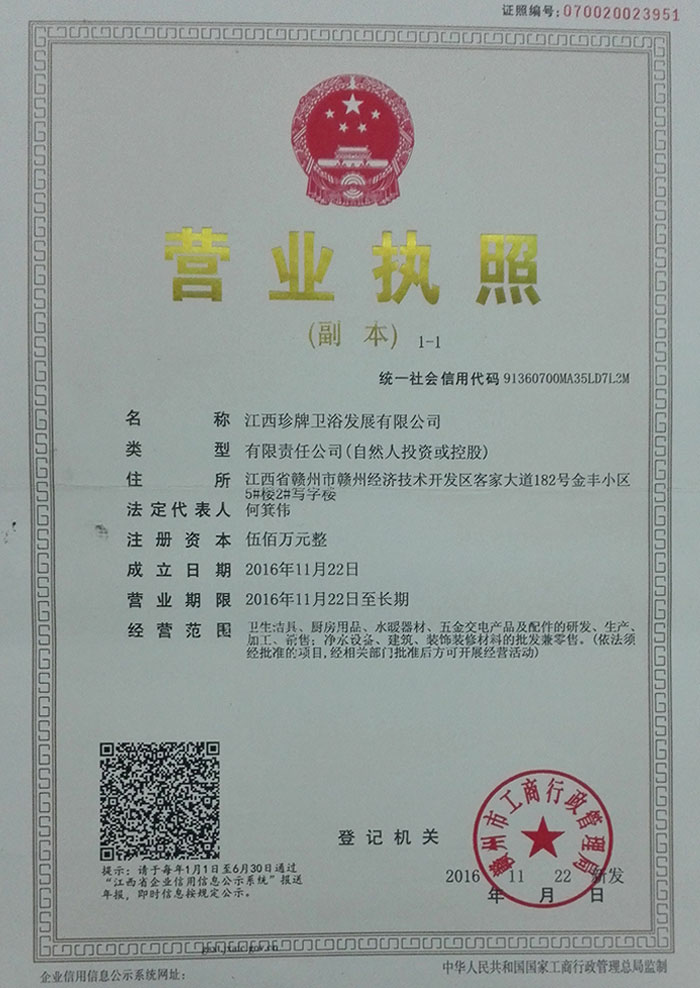 证照编号:070020023951
营业执照
(副 本) 1-1
统一社会信用代码 91360700MA35LD7L2M
名 称 江西珍牌卫浴发展有限公司
类 型 有限责任公司(自然人投资或控股)
住 所 江西省赣州市赣州经济技术开发区客家大道182号金丰小区
5#楼2#写字楼
法定代表人 何箕伟
注册资本 伍佰万元整
成立日期 2016年11月22日
营业期限 2016年11月22日至长期
经营范围 卫生洁具、厨房用品、水暖器材、五金交电产品及配件的研发、生产、
加工、销售; 净水设备、建筑、装饰装修材料的批发兼零售。(依法须
经批准的项目,经相关部门批准后方可开展经营活动)
赣州市工商行政管理局
登记机关
提示: 请于每年1月1日至6月30日通过
“江西省企业信用信息公示系统”报送
年报, 即时信息按规定公示。
2016 11 22 新发
年 月 日
企业信用信息公示系统网址:
中华人民共和国国家工商行政管理总局监制